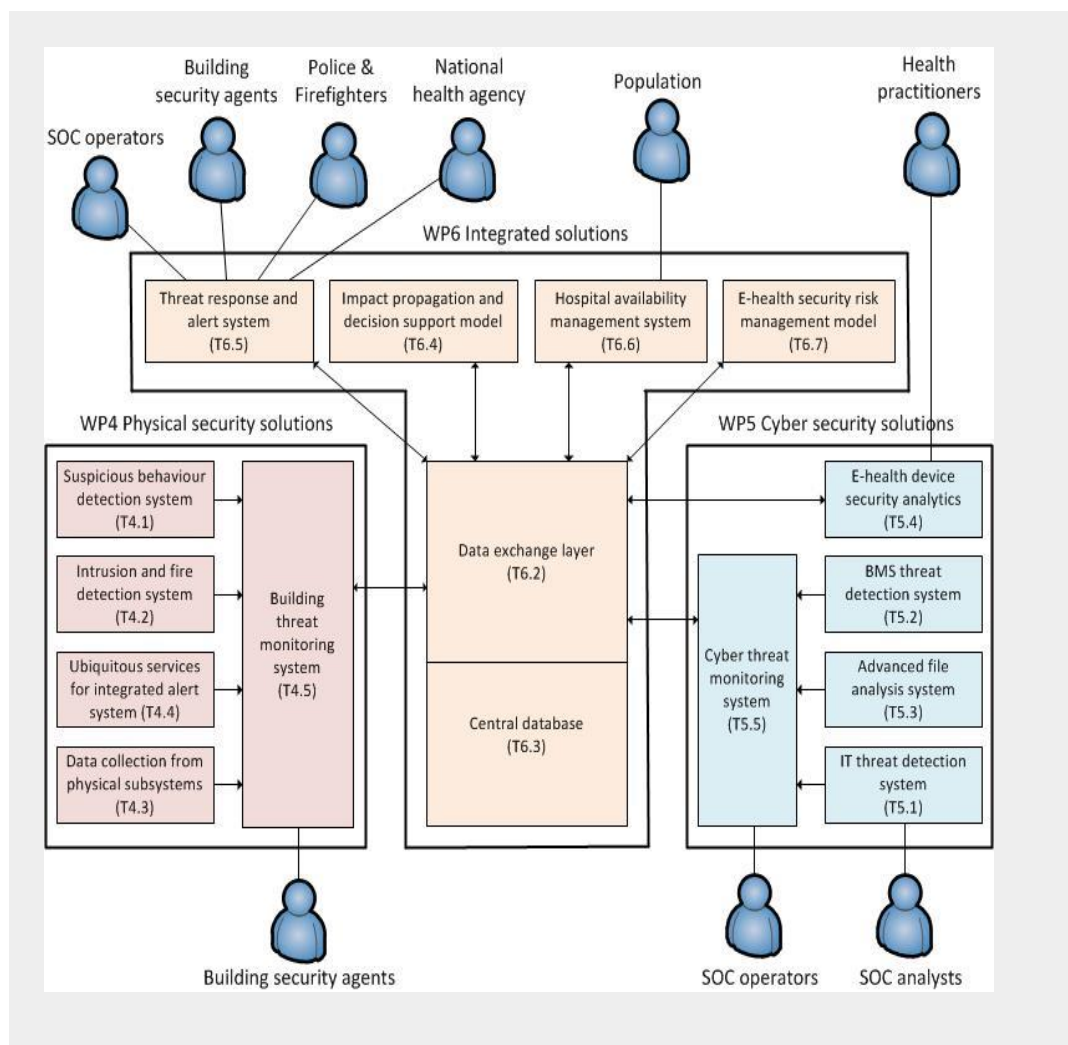 Building
security agents
Police &
Firefighters
National
health agency
Population
Health
practitioners
SOC operators
WP6 Integrated solutions
Threat response and
alert system
(T6.5)
Impact propagation and
decision support model
(T6.4)
Hospital availability
management system
(T6.6)
E-health security risk
management model
(T6.7)
WP4 Physical security solutions
Suspicious behaviour
detection system
(T4.1)
Intrusion and fire
detection system
(T4.2)
Ubiquitous services
for integrated alert
system (T4.4)
Data collection from
physical subsystems
(T4.3)
Building
threat
monitoring
system
(T4.5)
Data exchange layer
(T6.2)
Central database
(T6.3)
WP5 Cyber security solutions
Cyber threat
monitoring
system
(T5.5)
E-health device
security analytics
(T5.4)
BMS threat
detection system
(T5.2)
Advanced file
analysis system
(T5.3)
IT threat detection
system
(T5.1)
Building security agents
SOC operators
SOC analysts